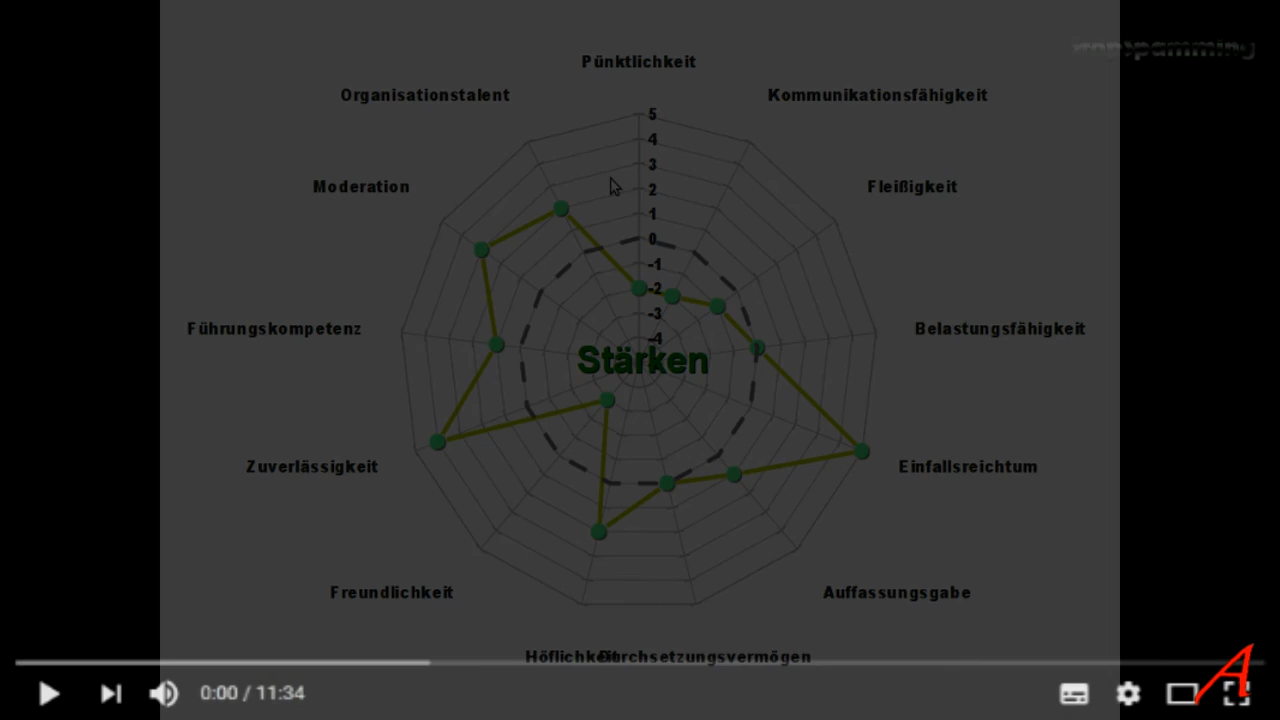 Pünktlichkeit
Organisationstalent
Kommunikationsfähigkeit
5
4
3
Moderation
Fleißigkeit
2
1
0
-1
-2
-3
Führungskompetenz
Belastungsfähigkeit
-4
Stärken
Zuverlässigkeit
Einfallsreichtum
Freundlichkeit
Auffassungsgabe
Höflichkeit
Durchsetzungsvermögen
0:00 / 11:34
A